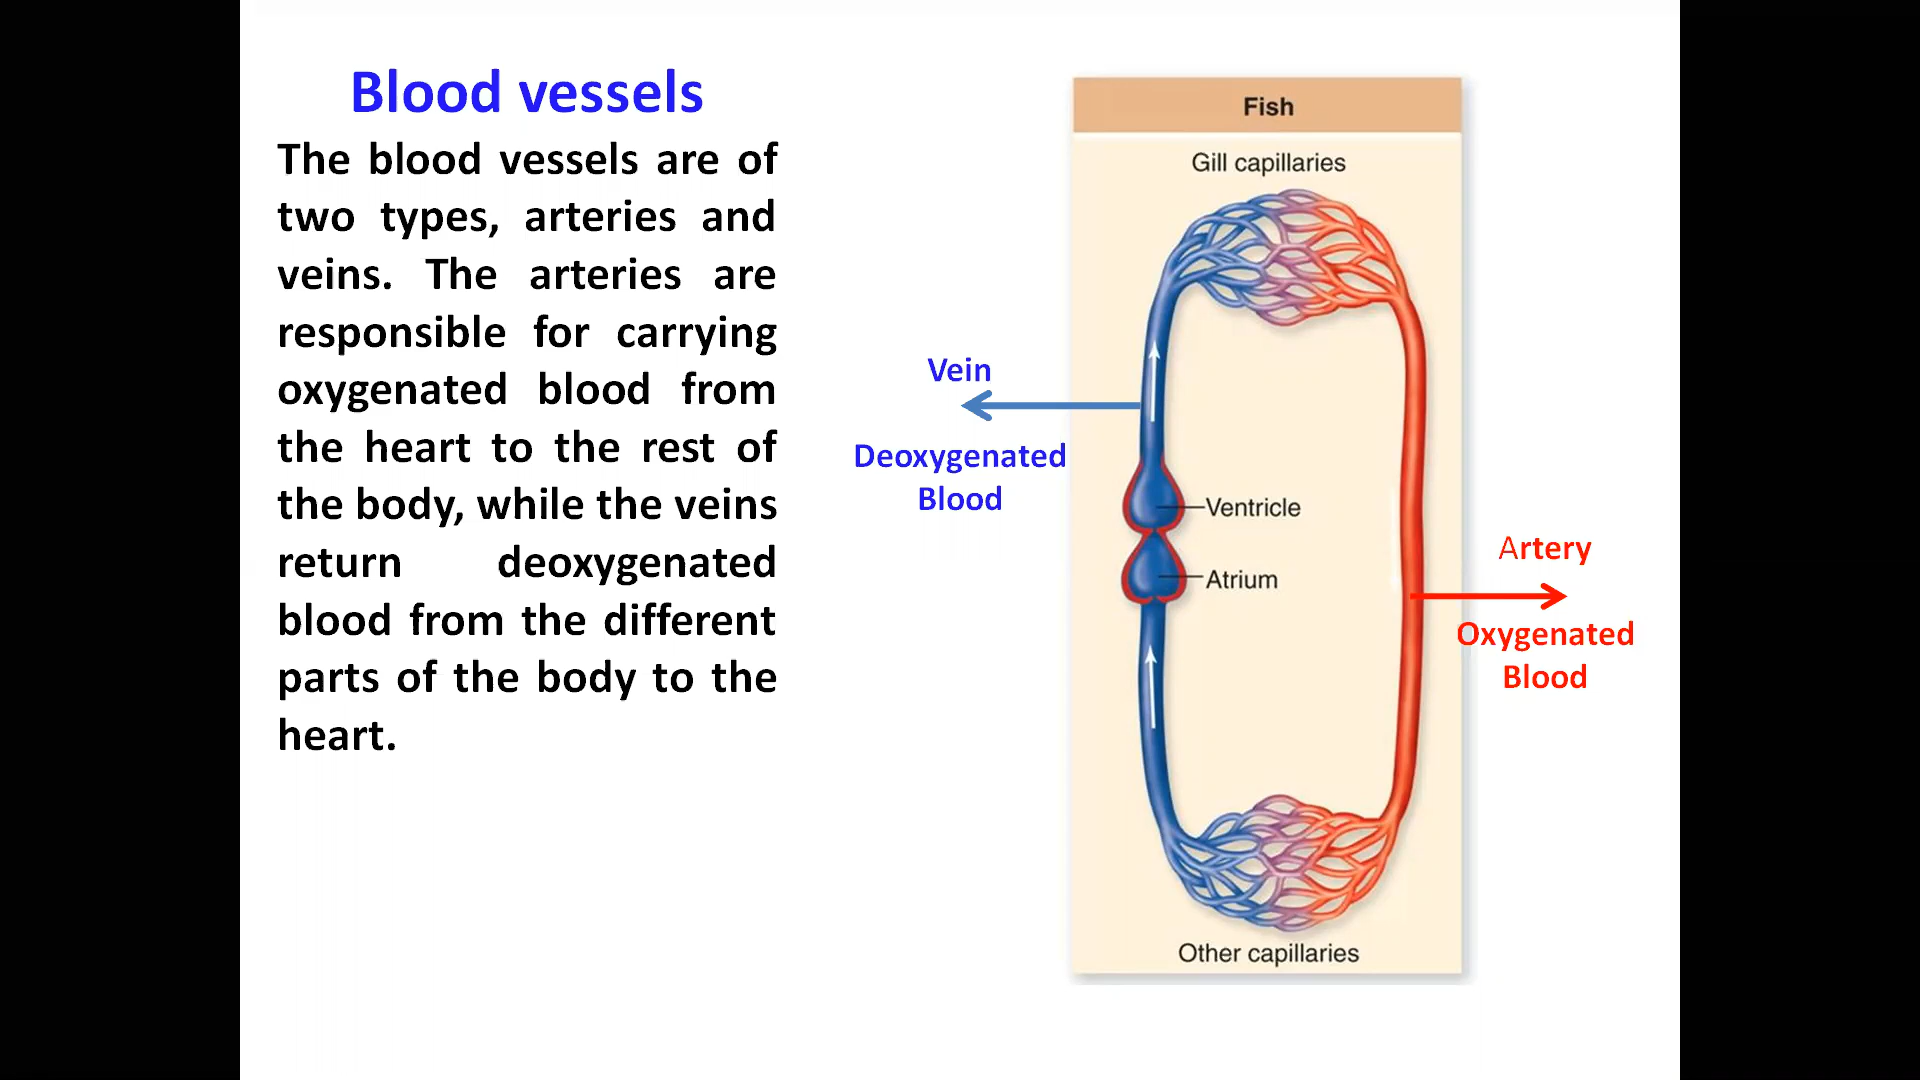 Blood vessels
The blood vessels are of
two types, arteries and
veins. The arteries are
responsible for carrying
oxygenated blood from
the heart to the rest of
the body, while the veins
return deoxygenated
blood from the different
parts of the body to the
heart.
Fish
Gill capillaries
Vein
Deoxygenated
Blood
Ventricle
Atrium
Artery
Oxygenated
Blood
Other capillaries